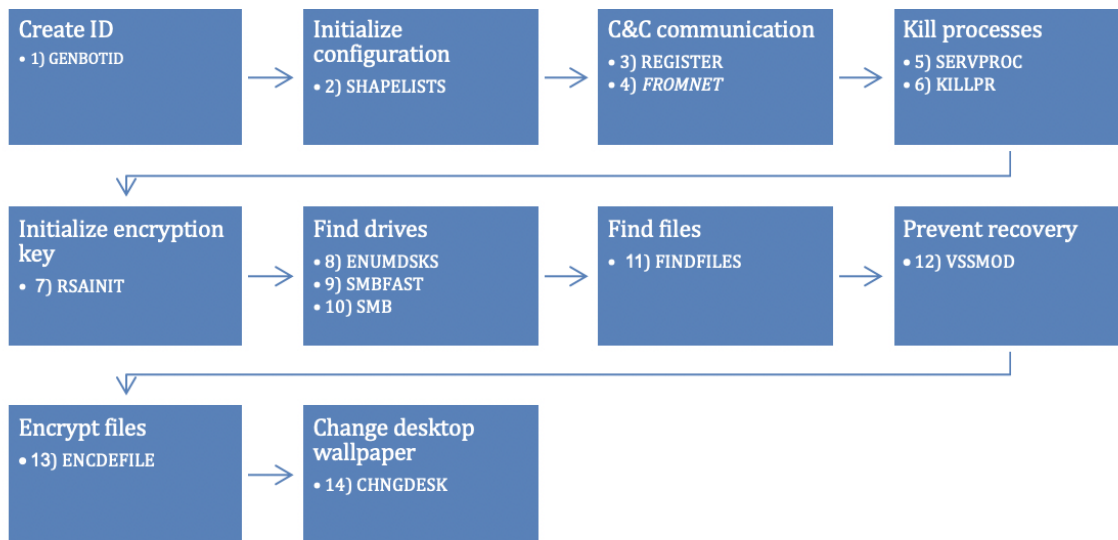 Create ID
• 1) GENBOTID
Initialize
configuration
• 2) SHAPELISTS
C&C communication
• 3) REGISTER
• 4) FROMNET
Kill processes
• 5) SERVPROC
• 6) KILLPR
Initialize encryption
key
• 7) RSAINIT
Find drives
• 8) ENUMDSKS
• 9) SMBFAST
• 10) SMB
Find files
• 11) FINDFILES
Prevent recovery
• 12) VSSMOD
Encrypt files
• 13) ENCDEFILE
Change desktop
wallpaper
• 14) CHNGDESK